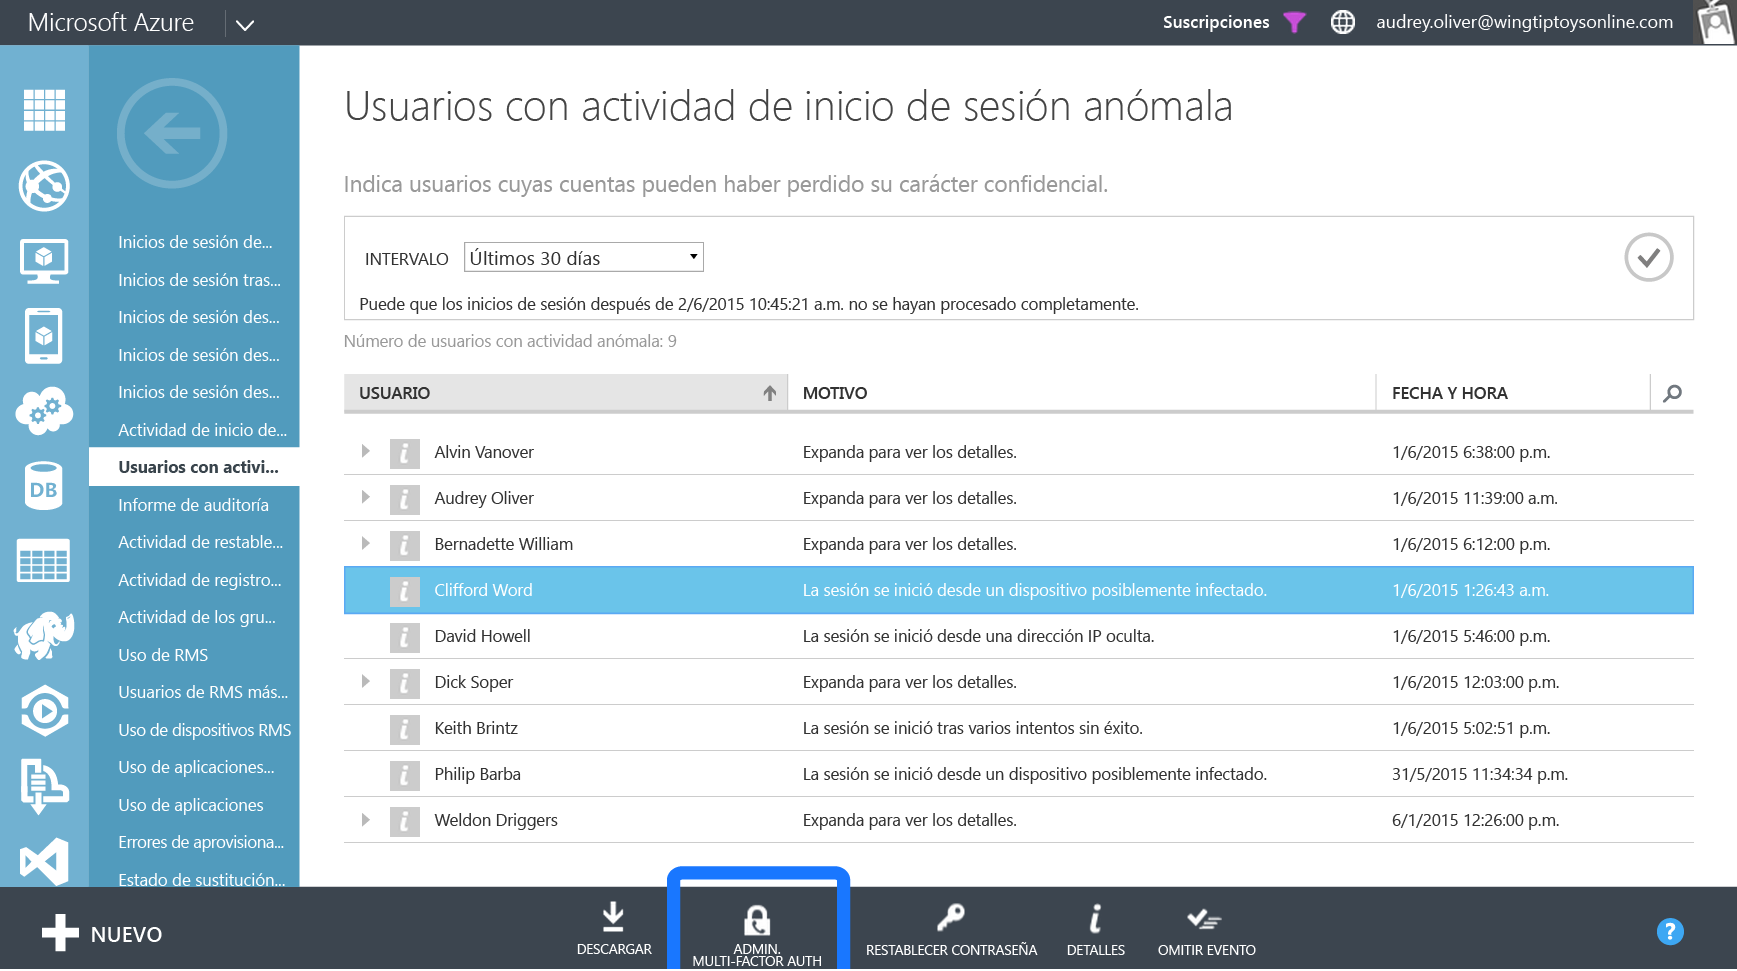 Microsoft Azure
Suscripciones
audrey.oliver@wingtiptoysonline.com
Inicios de sesión de...
Inicios de sesión tras...
Inicios de sesión des...
Inicios de sesión des...
Inicios de sesión des...
Actividad de inicio de...
Usuarios con activi...
Informe de auditoría
Actividad de restable...
Actividad de registro...
Actividad de los gru...
Uso de RMS
Usuarios de RMS más...
Uso de dispositivos RMS
Uso de aplicaciones...
Uso de aplicaciones
Errores de aprovisiona...
Estado de sustitución...
DB
Usuarios con actividad de inicio de sesión anómala
Indica usuarios cuyas cuentas pueden haber perdido su carácter confidencial.
INTERVALO Últimos 30 días
Puede que los inicios de sesión después de 2/6/2015 10:45:21 a.m. no se hayan procesado completamente.
Número de usuarios con actividad anómala: 9
USUARIO MOTIVO FECHA Y HORA
i Alvin Vanover Expanda para ver los detalles. 1/6/2015 6:38:00 p.m.
i Audrey Oliver Expanda para ver los detalles. 1/6/2015 11:39:00 a.m.
i Bernadette William Expanda para ver los detalles. 1/6/2015 6:12:00 p.m.
i Clifford Word La sesión se inició desde un dispositivo posiblemente infectado. 1/6/2015 1:26:43 a.m.
i David Howell La sesión se inició desde una dirección IP oculta. 1/6/2015 5:46:00 p.m.
i Dick Soper Expanda para ver los detalles. 1/6/2015 12:03:00 p.m.
i Keith Brintz La sesión se inició tras varios intentos sin éxito. 1/6/2015 5:02:51 p.m.
i Philip Barba La sesión se inició desde un dispositivo posiblemente infectado. 31/5/2015 11:34:34 p.m.
i Weldon Driggers Expanda para ver los detalles. 6/1/2015 12:26:00 p.m.
NUEVO
DESCARGAR
ADMIN.
MULTI-FACTOR AUTH
RESTABLECER CONTRASEÑA
i
DETALLES
OMITIR EVENTO
?